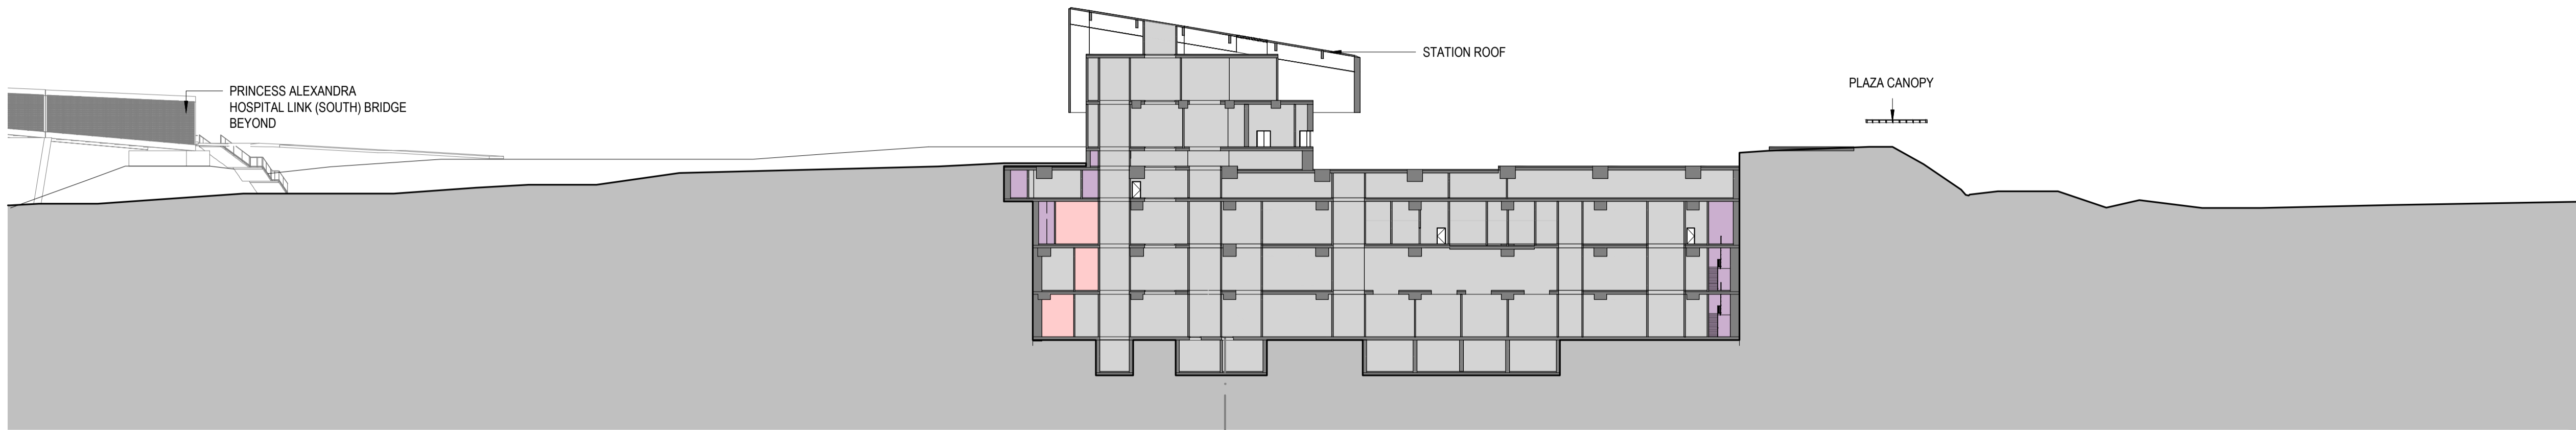 STATION ROOF
PLAZA CANOPY
PRINCESS ALEXANDRA
HOSPITAL LINK (SOUTH) BRIDGE
BEYOND